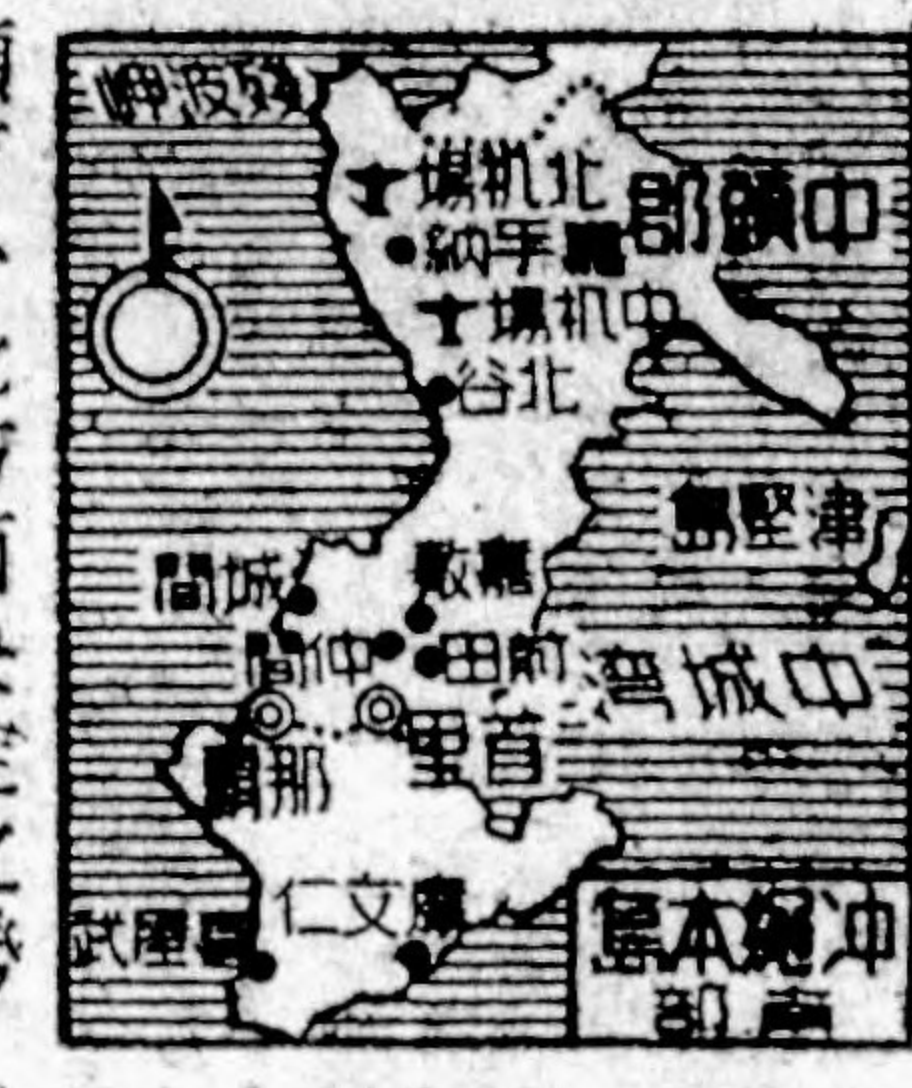 残波岬
北机場
中頭郡
嘉手納
中机場
北谷
津堅島
嘉数
城間
前田
仲間
中城湾
首里
那覇
摩文仁
喜屋武
沖縄本島
南部